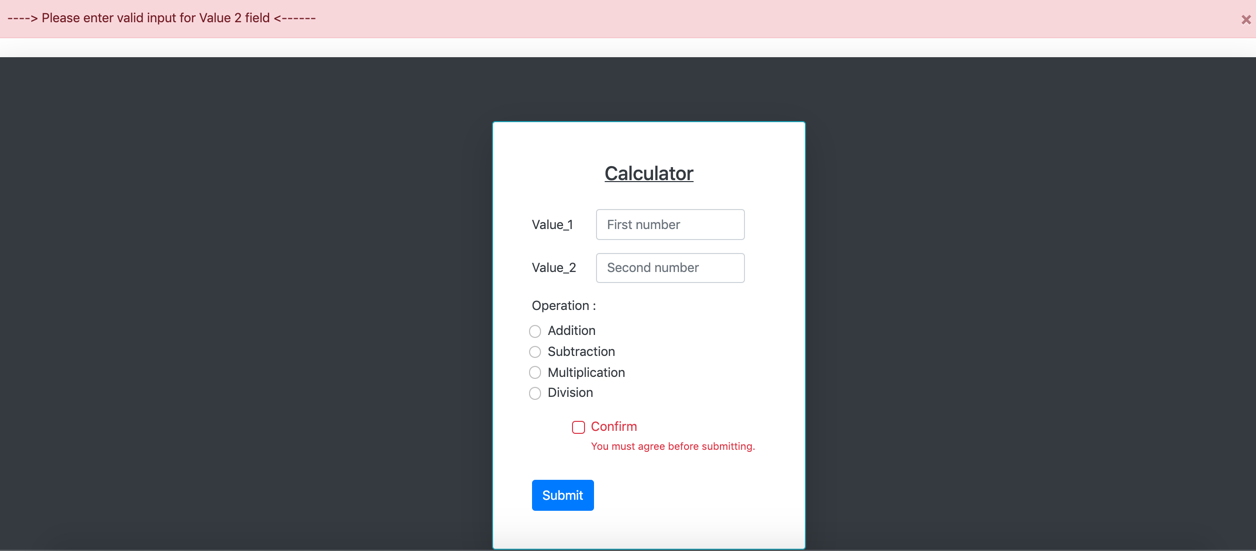 ----> Please enter valid input for Value 2 field <------ ×
Calculator
Value_1 First number
Value_2 Second number
Operation :
Addition
Subtraction
Multiplication
Division
Confirm
You must agree before submitting.
Submit